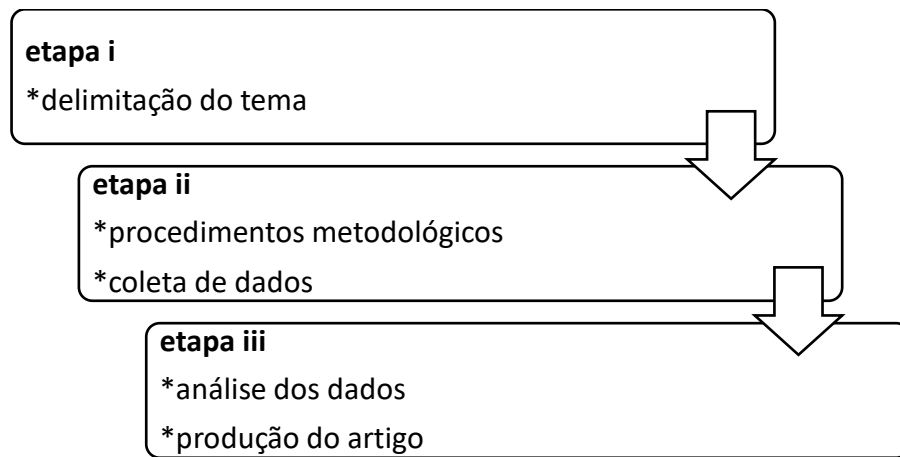 etapa i
*delimitação do tema
etapa ii
*procedimentos metodológicos
*coleta de dados
etapa iii
*análise dos dados
*produção do artigo